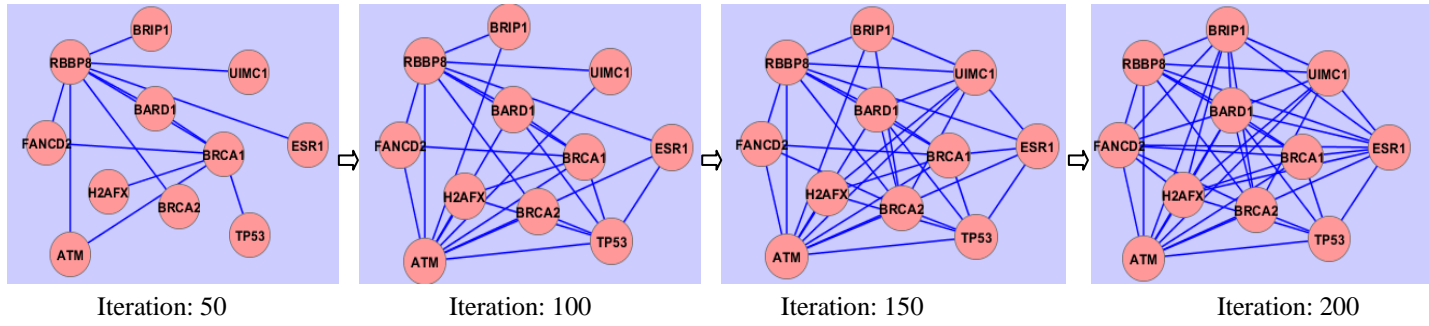 BRIP1
RBBP8
UIMC1
BARD1
FANCD2
BRCA1
ESR1
H2AFX
BRCA2
TP53
ATM
BRIP1
RBBP8
UIMC1
BARD1
FANCD2
BRCA1
ESR1
H2AFX
BRCA2
TP53
ATM
BRIP1
RBBP8
UIMC1
BARD1
FANCD2
BRCA1
ESR1
H2AFX
BRCA2
TP53
ATM
BRIP1
RBBP8
UIMC1
BARD1
FANCD2
BRCA1
ESR1
H2AFX
BRCA2
TP53
ATM
Iteration: 50
Iteration: 100
Iteration: 150
Iteration: 200